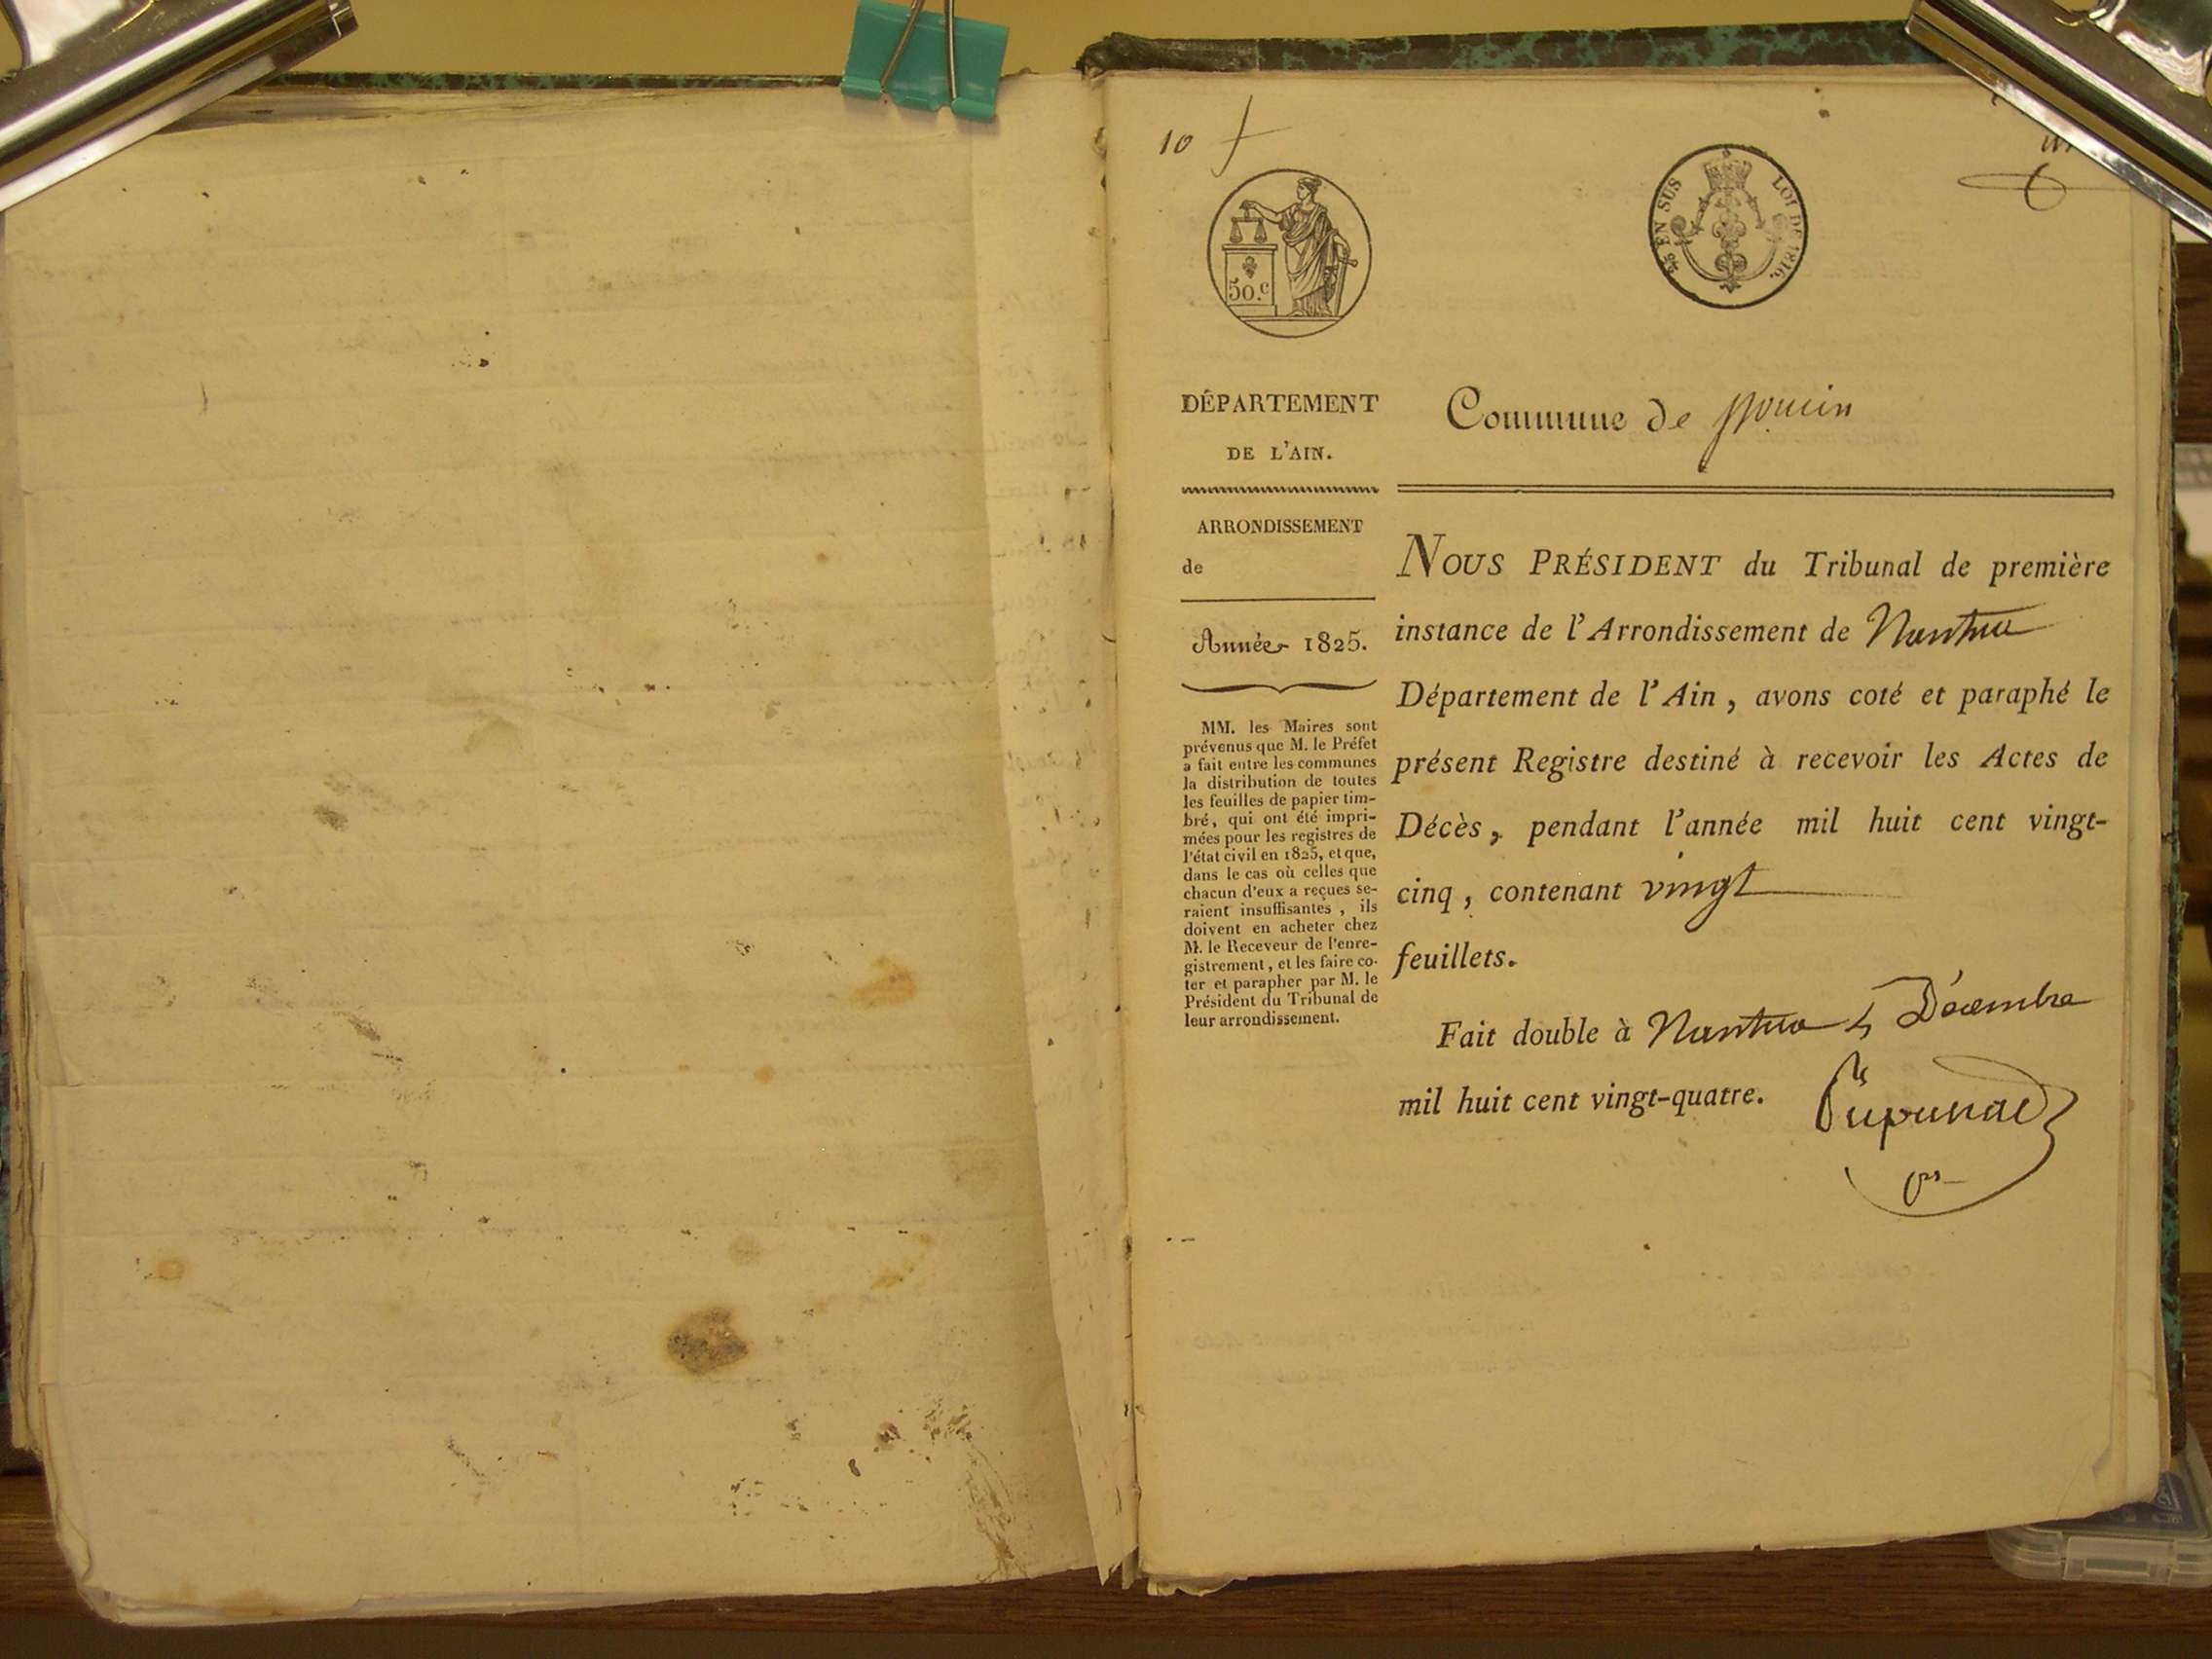 10
50.c
EN SUS LOI DE 1816.
DÉPARTEMENT
DE L'AIN.
Commune de
ARRONDISSEMENT
de
Année 1825.
MM. les Maires sont
prévenus que M. le Préfet
a fait entre les communes
la distribution de toutes
les feuilles de papier tim-
bré, qui ont été impri-
mées pour les registres de
l'état civil en 1825, et que,
dans le cas où celles que
chacun d'eux a reçues se-
raient insuffisantes, ils
doivent en acheter chez
M. le Receveur de l'enre-
gistrement, et les faire co-
ter et parapher par M. le
Président du Tribunal de
leur arrondissement.
NOUS PRÉSIDENT du Tribunal de première
instance de l'Arrondissement de Nantua
Département de l'Ain, avons coté et paraphé le
présent Registre destiné à recevoir les Actes de
Décès, pendant l'année mil huit cent vingt-
cinq, contenant vingt
feuillets.
Fait double à Nantua Décembre
mil huit cent vingt-quatre.